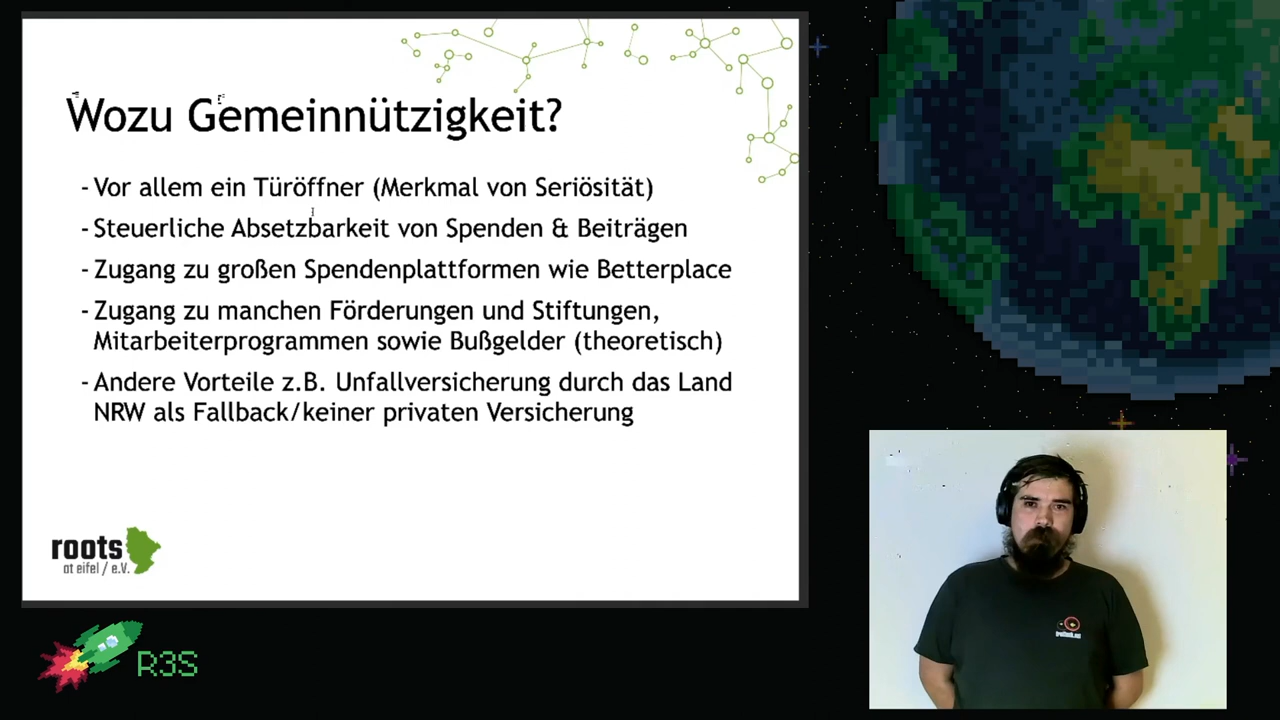 Wozu Gemeinnützigkeit?
- Vor allem ein Türöffner (Merkmal von Seriösität)
- Steuerliche Absetzbarkeit von Spenden & Beiträgen
- Zugang zu großen Spendenplattformen wie Betterplace
- Zugang zu manchen Förderungen und Stiftungen,
Mitarbeiterprogrammen sowie Bußgelder (theoretisch)
- Andere Vorteile z.B. Unfallversicherung durch das Land
NRW als Fallback/keiner privaten Versicherung
roots
at eifel / e.V.
R3S